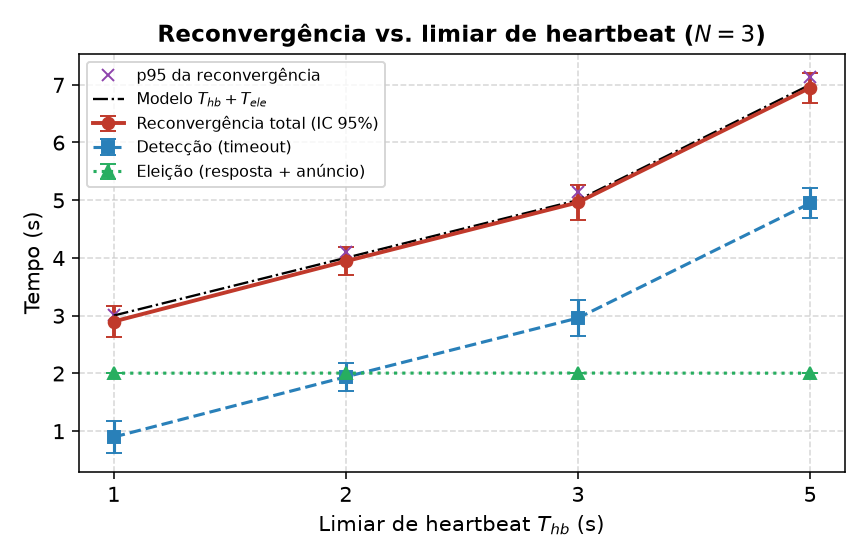 Reconvergência vs. limiar de heartbeat (N = 3)
p95 da reconvergência
Modelo T_hb + T_ele
Reconvergência total (IC 95%)
Detecção (timeout)
Eleição (resposta + anúncio)
Tempo (s)
7
6
5
4
3
2
1
1 2 3 5
Limiar de heartbeat T_hb (s)